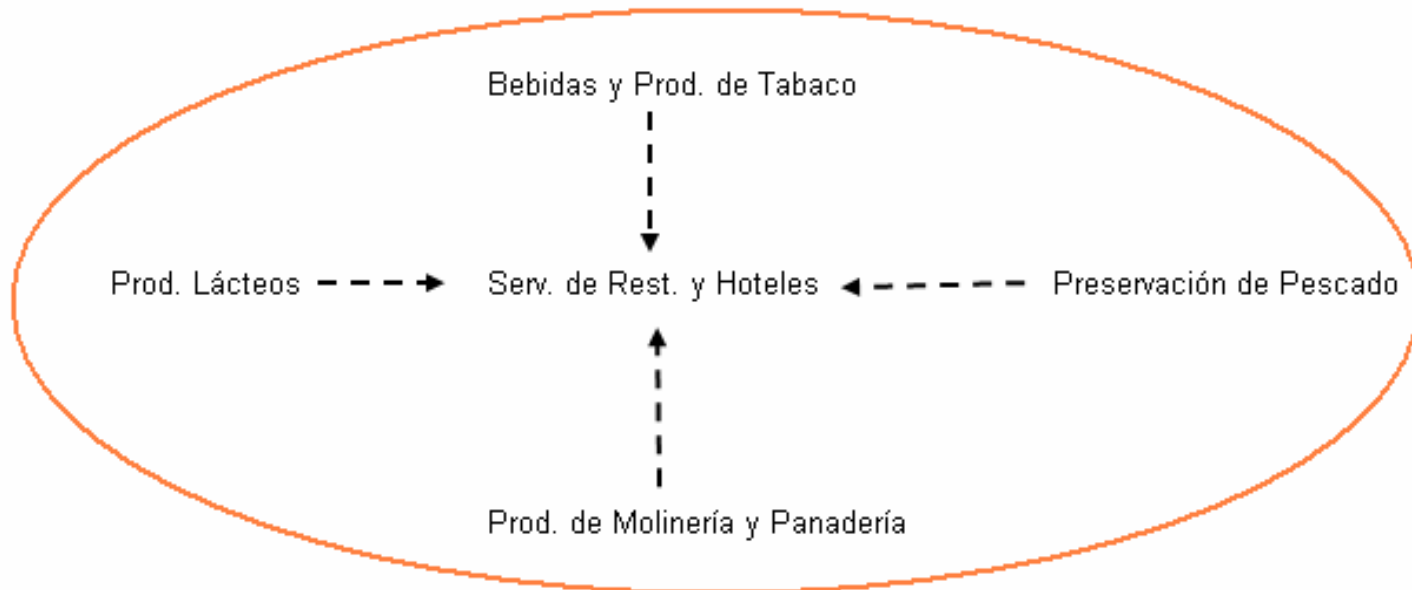 Bebidas y Prod. de Tabaco
Prod. Lácteos
Serv. de Rest. y Hoteles
Preservación de Pescado
Prod. de Molinería y Panadería